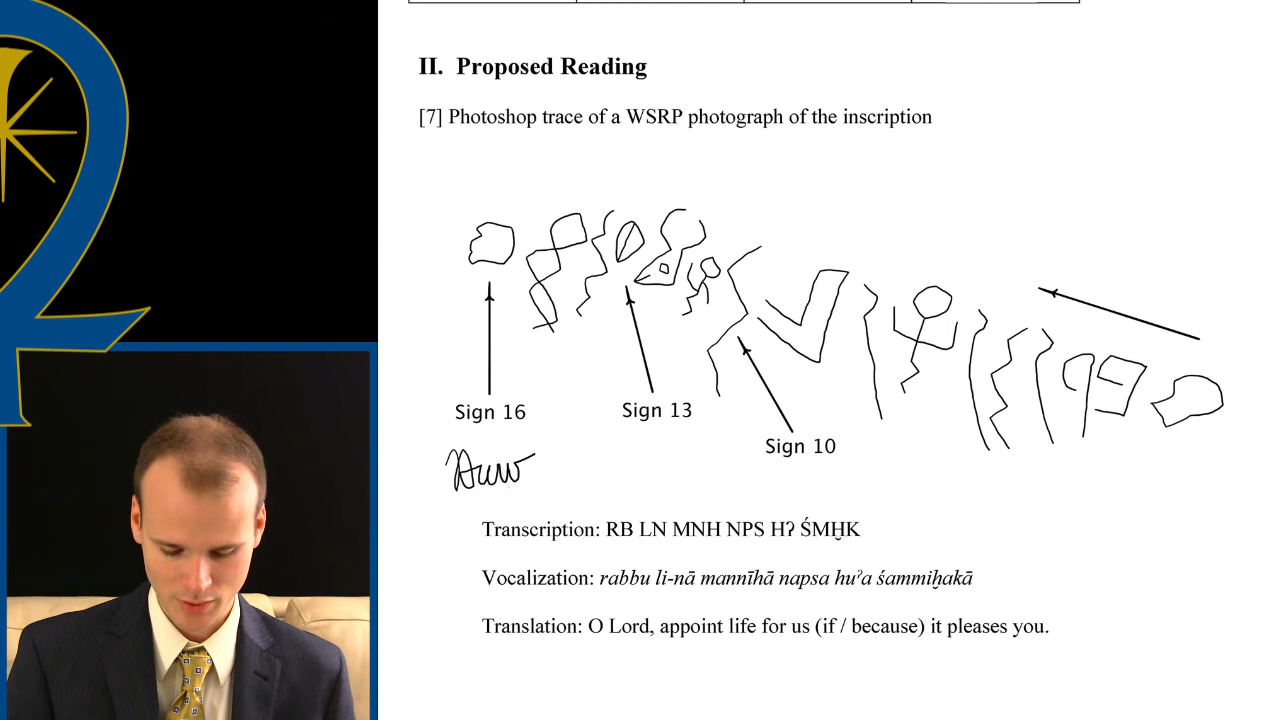 II. Proposed Reading
[7] Photoshop trace of a WSRP photograph of the inscription
Sign 16
Sign 13
Sign 10
Transcription: RB LN MNH NPS Hʔ ŚMḪK
Vocalization: rabbu li-nā mannīhā napsa huʾa śammiḫakā
Translation: O Lord, appoint life for us (if / because) it pleases you.